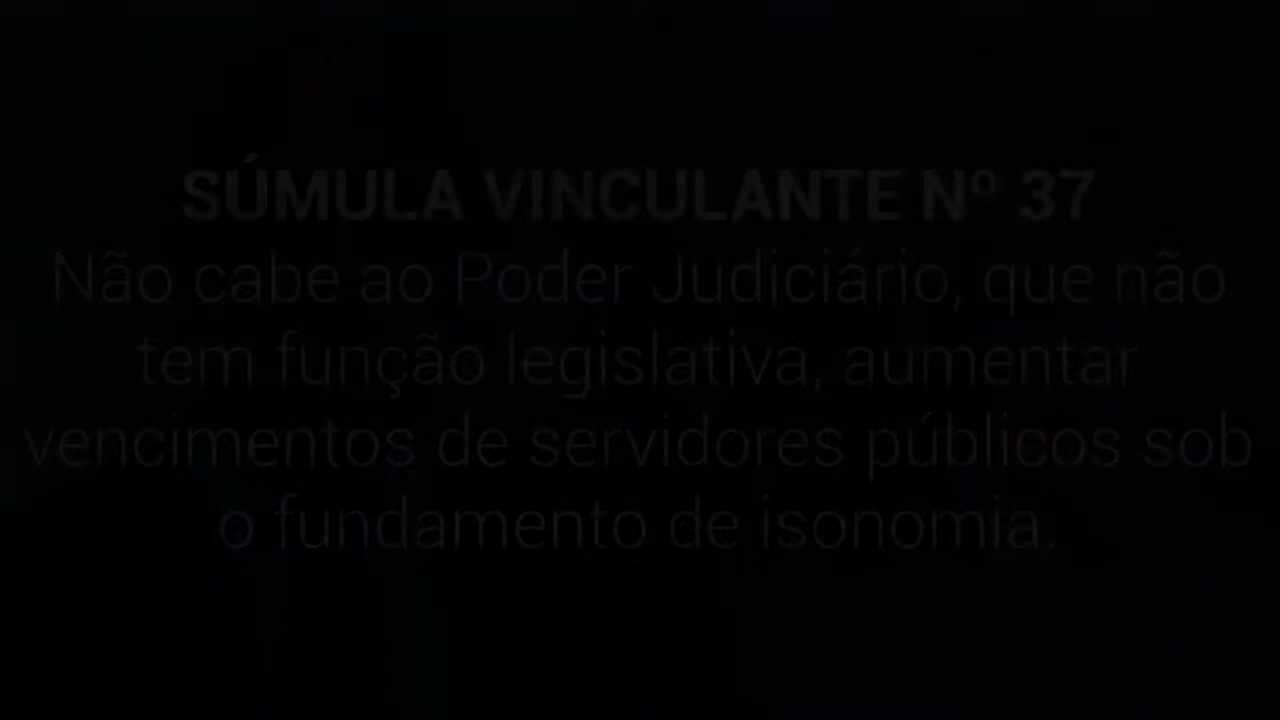 SÚMULA VINCULANTE Nº 37
Não cabe ao Poder Judiciário, que não
tem função legislativa, aumentar
vencimentos de servidores públicos sob
o fundamento de isonomia.